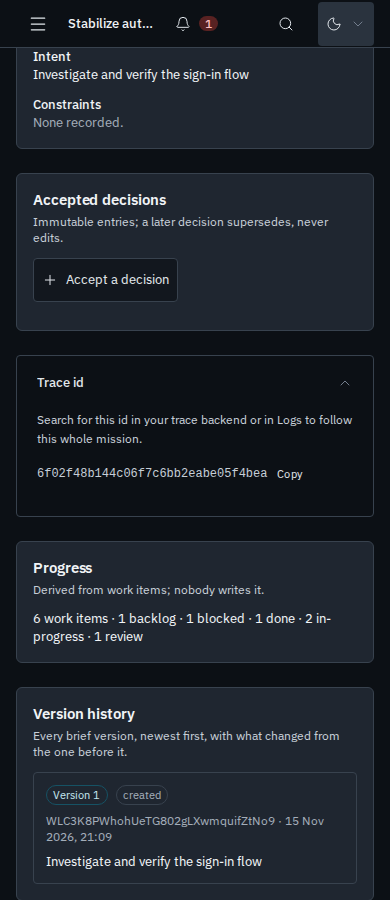 Stabilize aut...
1
Intent
Investigate and verify the sign-in flow
Constraints
None recorded.
Accepted decisions
Immutable entries; a later decision supersedes, never
edits.
Accept a decision
Trace id
Search for this id in your trace backend or in Logs to follow
this whole mission.
6f02f48b144c06f7c6bb2eabe05f4bea Copy
Progress
Derived from work items; nobody writes it.
6 work items · 1 backlog · 1 blocked · 1 done · 2 in-
progress · 1 review
Version history
Every brief version, newest first, with what changed from
the one before it.
Version 1 created
WLC3K8PWhohUeTG802gLXwmquifZtNo9 · 15 Nov
2026, 21:09
Investigate and verify the sign-in flow